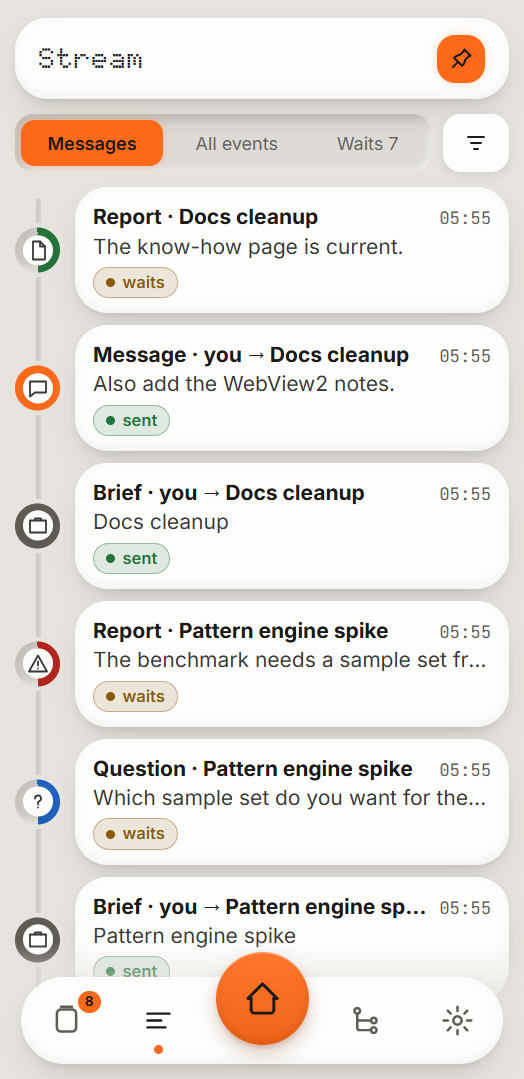 Stream
Messages All events Waits 7
Report · Docs cleanup 05:55
The know-how page is current.
waits
Message · you → Docs cleanup 05:55
Also add the WebView2 notes.
sent
Brief · you → Docs cleanup 05:55
Docs cleanup
sent
Report · Pattern engine spike 05:55
The benchmark needs a sample set fr...
waits
Question · Pattern engine spike 05:55
?
Which sample set do you want for the...
waits
Brief · you → Pattern engine sp... 05:55
Pattern engine spike
sent
8